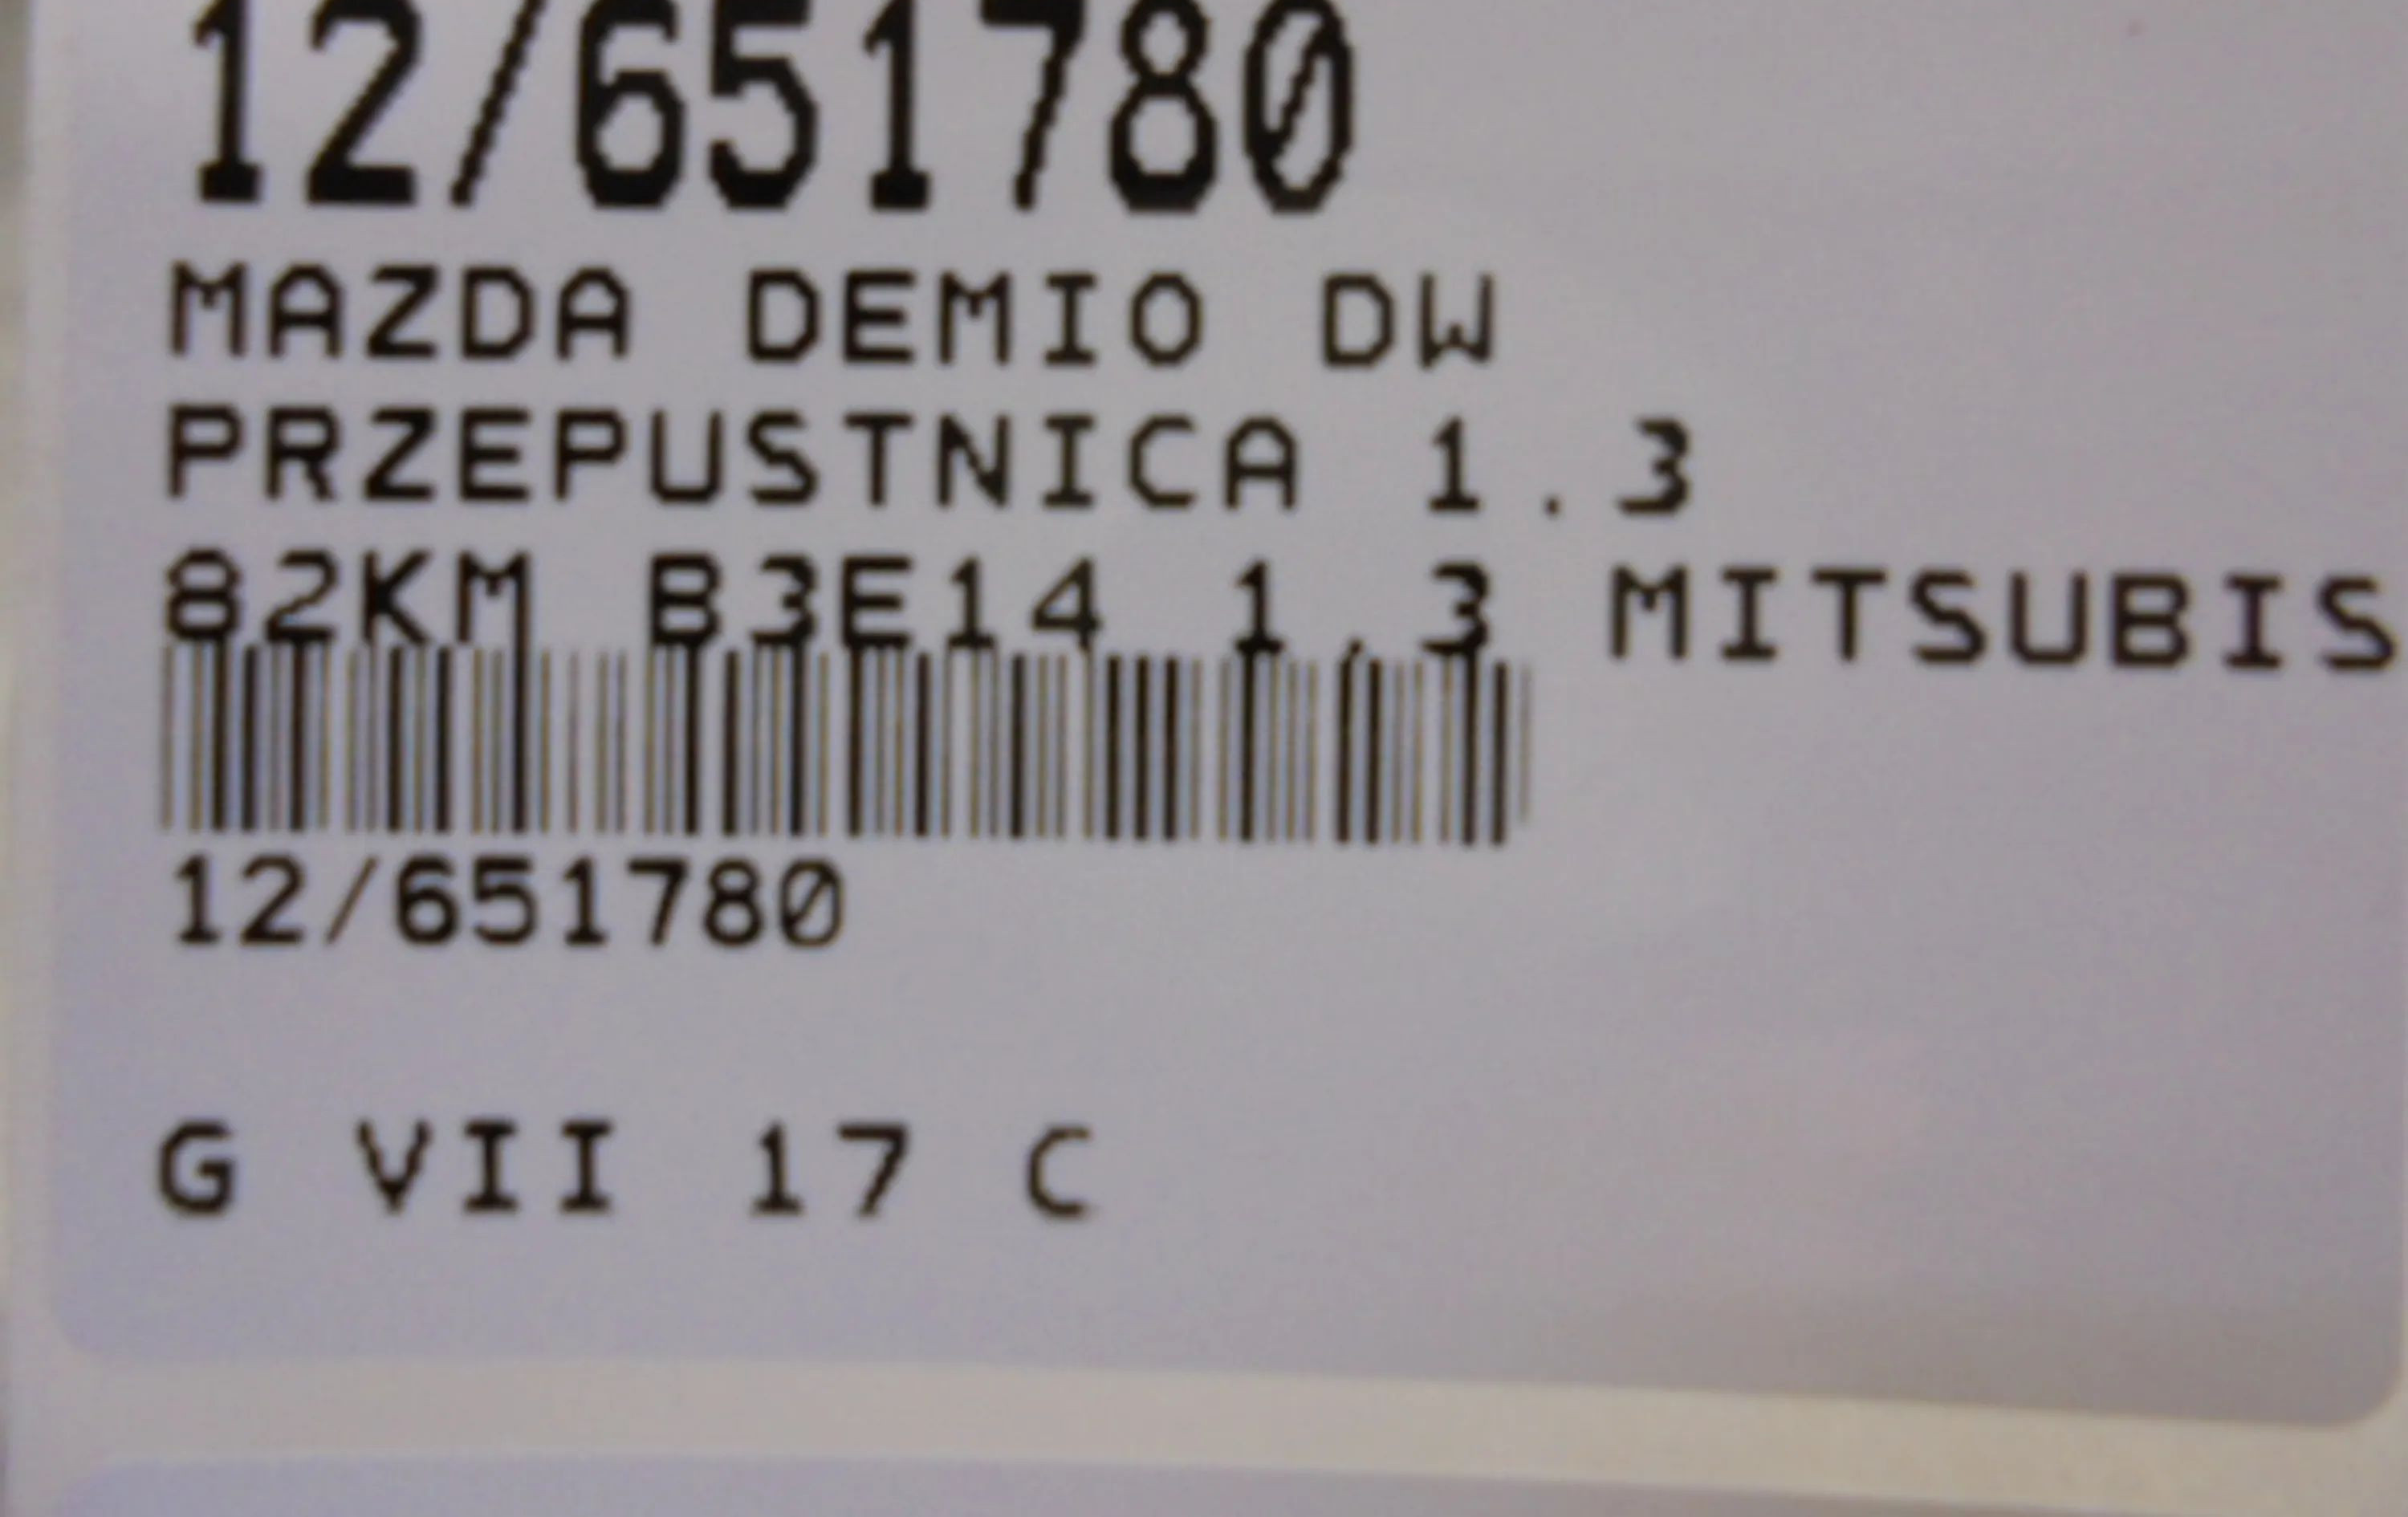 12/651780
MAZDA DEMIO DW
PRZEPUSTNICA 1.3
82KM B3E14 1,3 MITSUBIS
12/651780
G VII 17 C